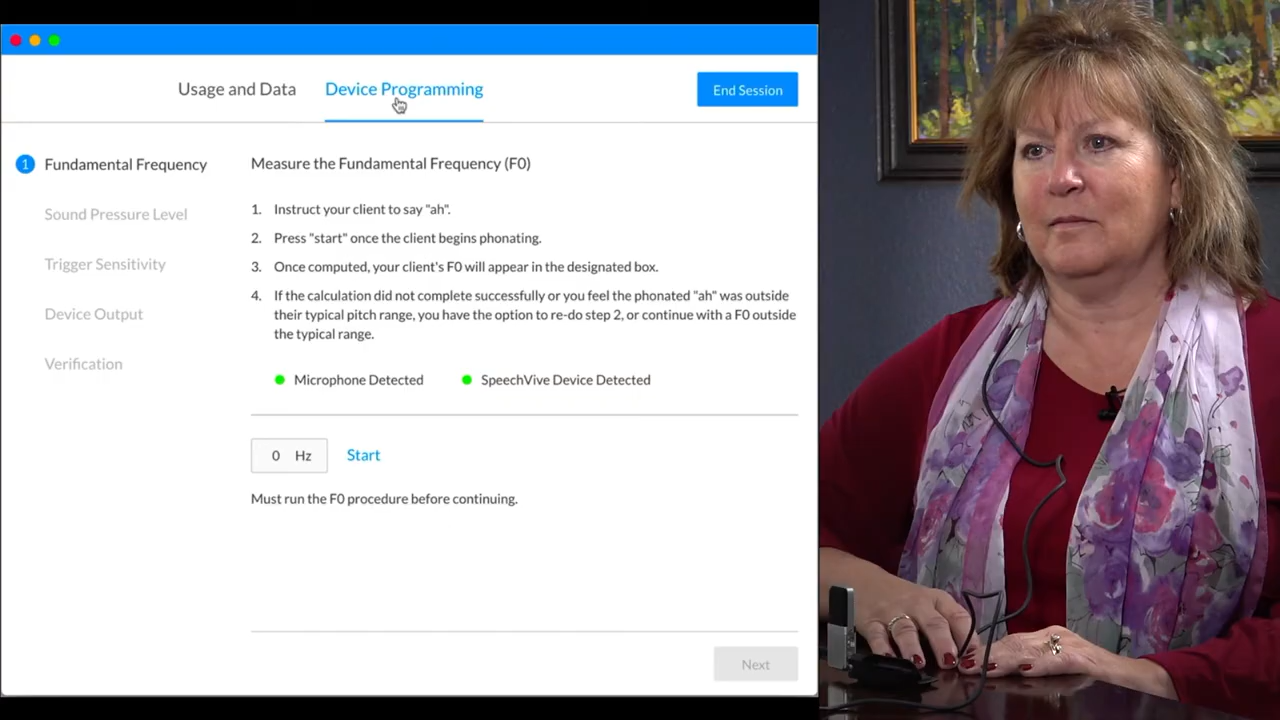 Usage and Data
Device Programming
End Session
1 Fundamental Frequency
Sound Pressure Level
Trigger Sensitivity
Device Output
Verification
Measure the Fundamental Frequency (F0)
1. Instruct your client to say "ah".
2. Press "start" once the client begins phonating.
3. Once computed, your client's F0 will appear in the designated box.
4. If the calculation did not complete successfully or you feel the phonated "ah" was outside
their typical pitch range, you have the option to re-do step 2, or continue with a F0 outside
the typical range.
Microphone Detected
SpeechVive Device Detected
0 Hz
Start
Must run the F0 procedure before continuing.
Next